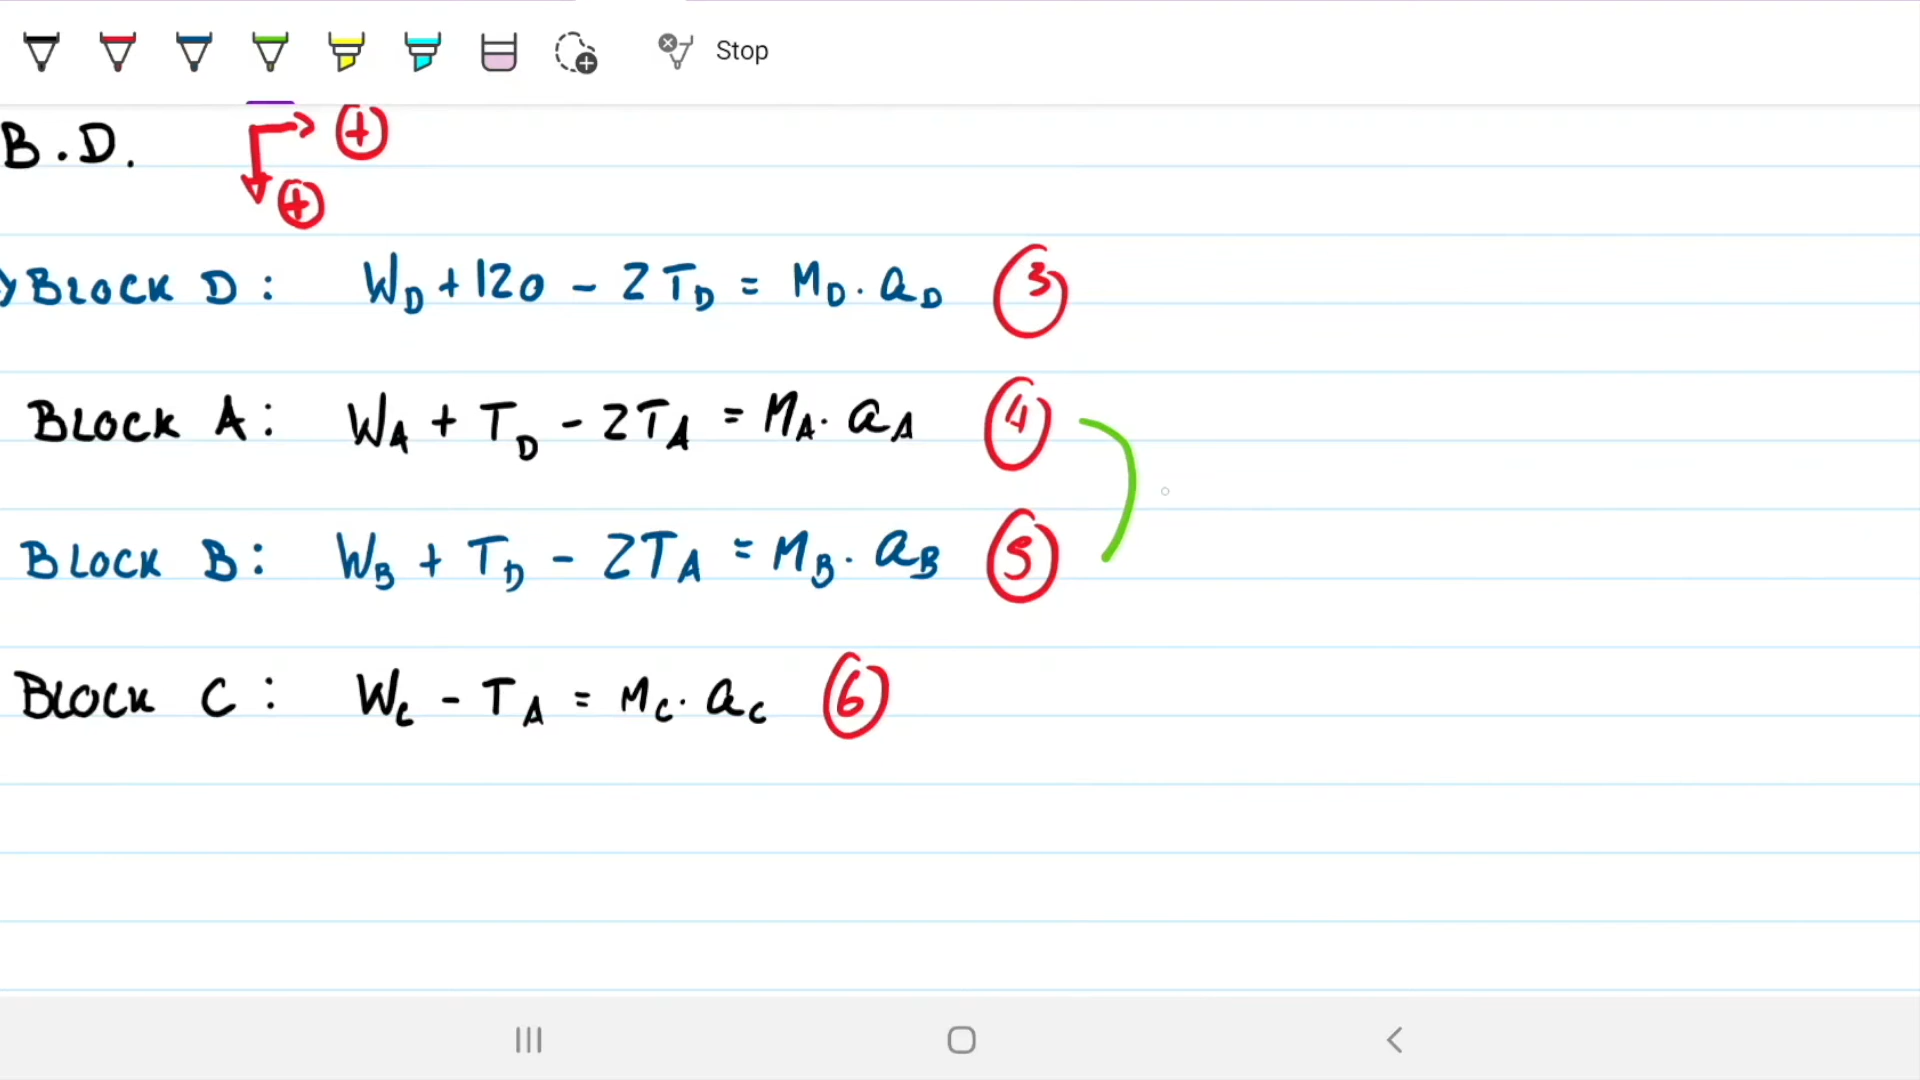 Stop
B.D. +
+
BLOCK D: W_D + 120 - 2T_D = M_D · a_D 3
BLOCK A: W_A + T_D - 2T_A = M_A · a_A 4
BLOCK B: W_B + T_D - 2T_A = M_B · a_B 5
BLOCK C: W_C - T_A = M_C · a_C 6